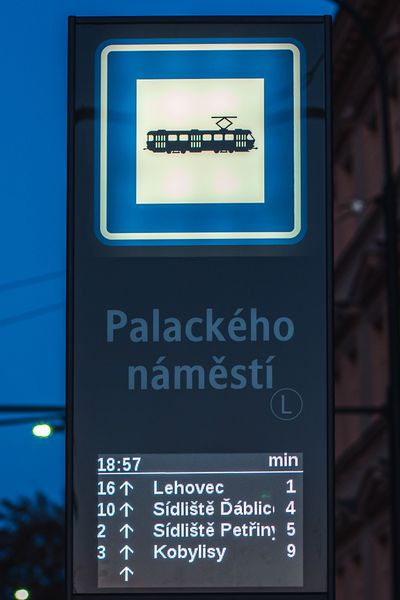 Palackého
náměstí
L
18:57 min
16 ↑ Lehovec 1
10 ↑ Sídliště Ďáblic 4
2 ↑ Sídliště Petřiny 5
3 ↑ Kobylisy 9
↑